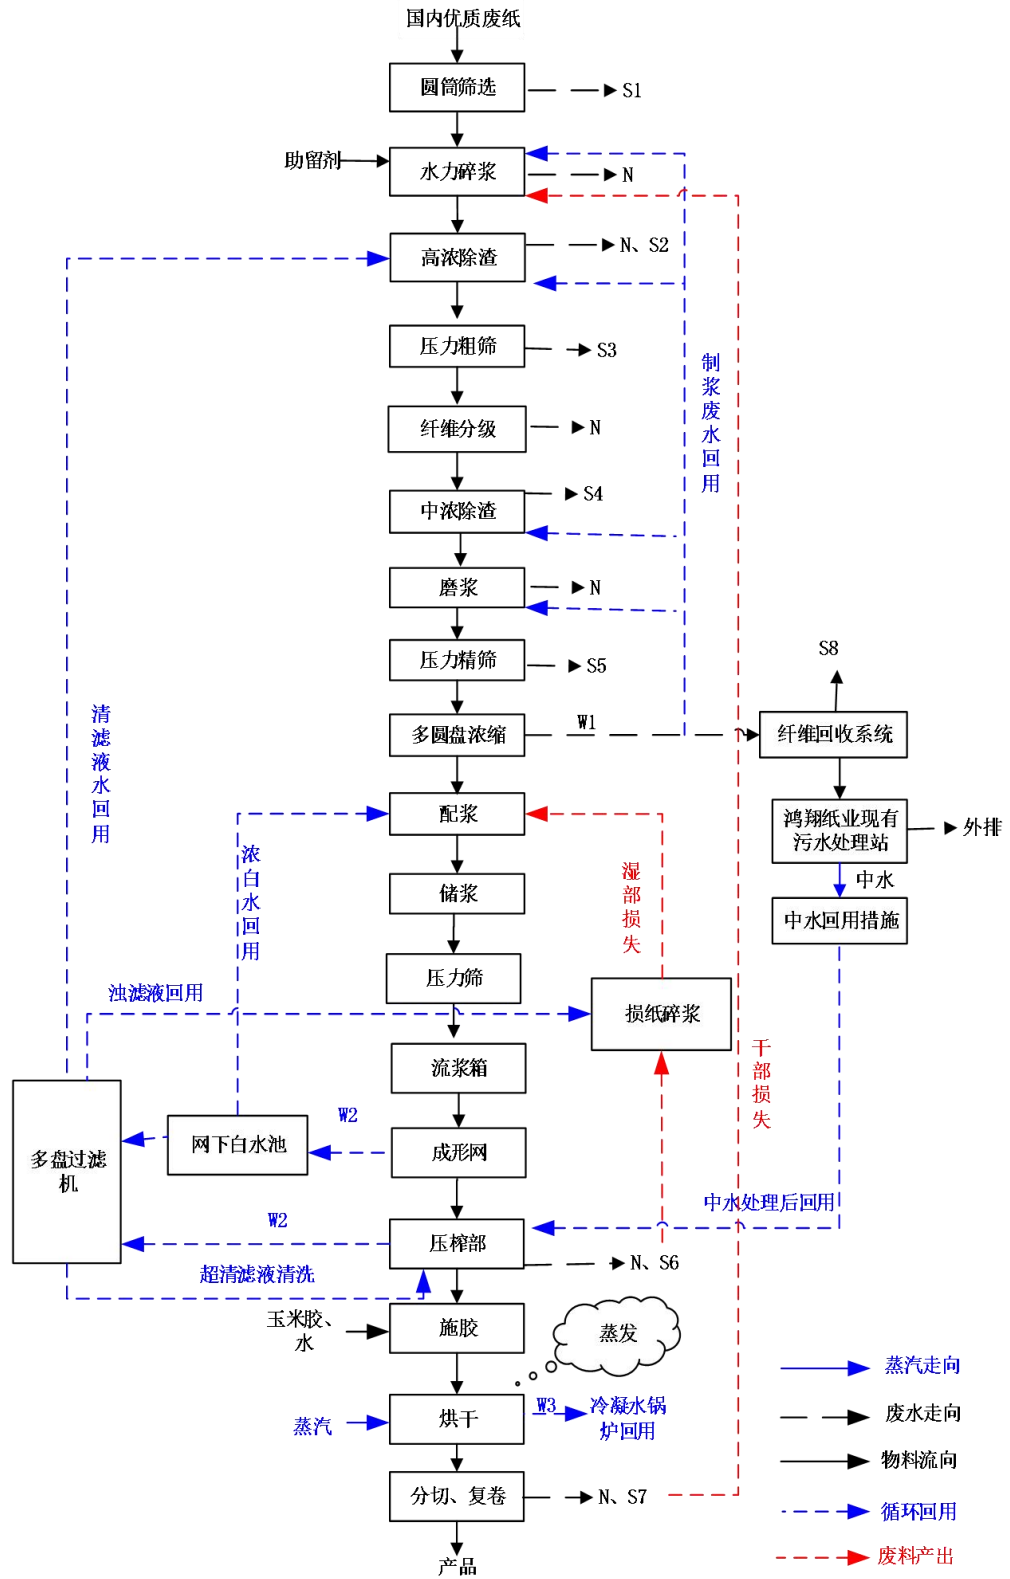 国内优质废纸
圆筒筛选
S1
助留剂
水力碎浆
N
高浓除渣
N、S2
压力粗筛
S3
制浆废水回用
纤维分级
N
中浓除渣
S4
磨浆
N
压力精筛
S5
S8
清滤液水回用
多圆盘浓缩
W1
纤维回收系统
配浆
鸿翔纸业现有
污水处理站
外排
浓白水回用
湿部损失
储浆
中水
中水回用措施
压力筛
浊滤液回用
损纸碎浆
流浆箱
干部损失
W2
网下白水池
成形网
多盘过滤
机
中水处理后回用
W2
压榨部
N、S6
超清滤液清洗
玉米胶、
水
施胶
蒸发
蒸汽走向
蒸汽
烘干
W3
冷凝水锅
炉回用
废水走向
物料流向
分切、复卷
N、S7
循环回用
产品
废料产出